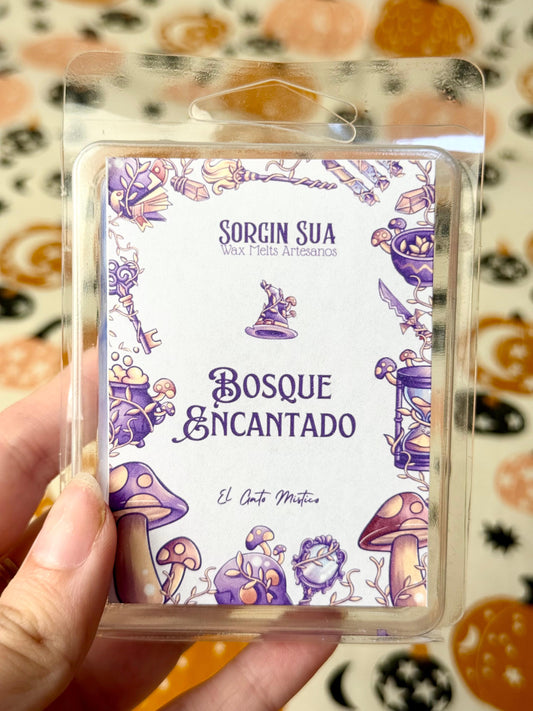 Sorgin Sua
Wax Melts Artesanos
Bosque
Encantado
El Gato Místico